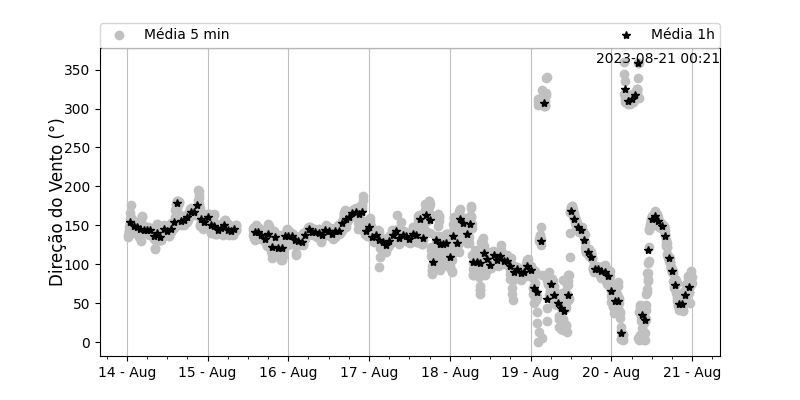 Média 5 min
Média 1h
2023-08-21 00:21
Direção do Vento (°)
350
300
250
200
150
100
50
0
14 - Aug
15 - Aug
16 - Aug
17 - Aug
18 - Aug
19 - Aug
20 - Aug
21 - Aug